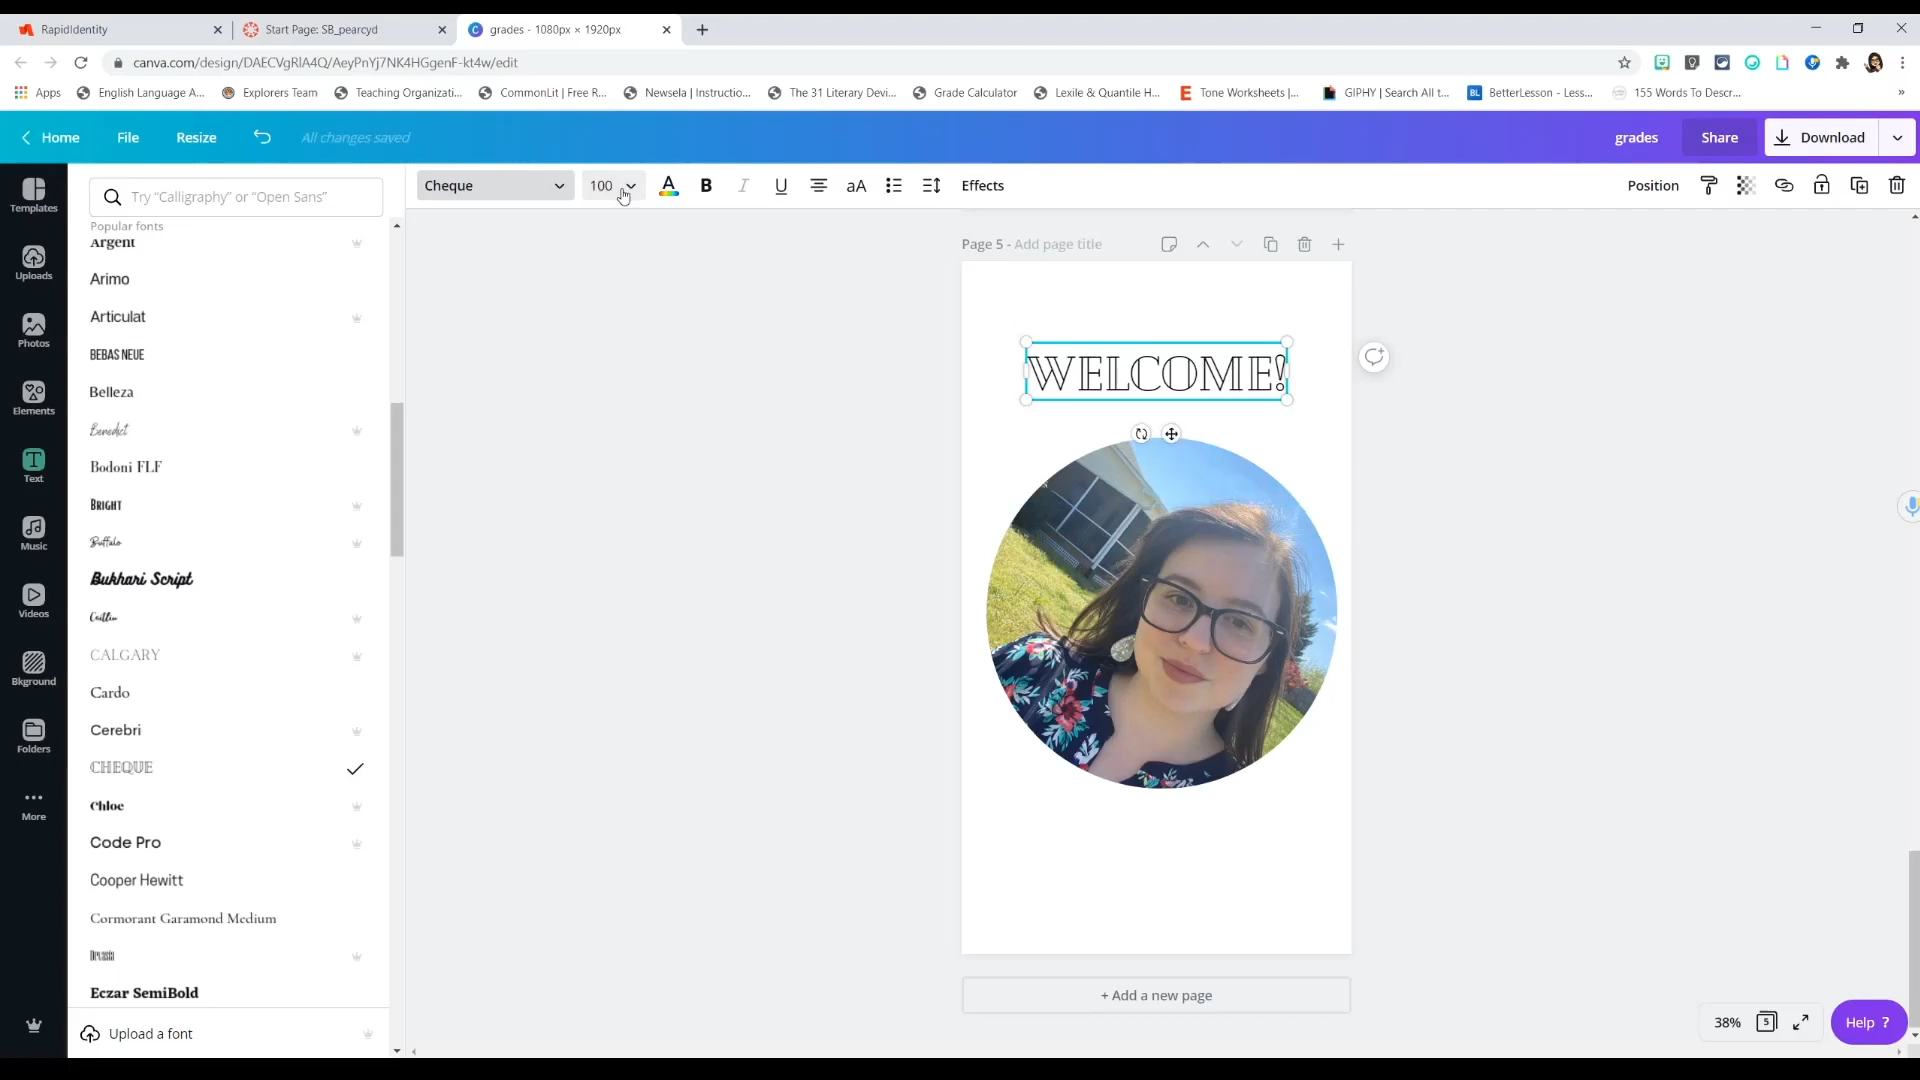 RapidIdentity
Start Page: SB_pearcyd
grades - 1080px × 1920px
canva.com/design/DAECVgRlA4Q/AeyPnYj7NK4HGgenF-kt4w/edit
Apps
English Language A...
Explorers Team
Teaching Organizati...
CommonLit | Free R...
Newsela | Instructio...
The 31 Literary Devi...
Grade Calculator
Lexile & Quantile H...
Tone Worksheets |...
GIPHY | Search All t...
BetterLesson - Less...
155 Words To Descr...
Home
File
Resize
All changes saved
grades
Share
Download
Templates
Uploads
Photos
Elements
Text
Music
Videos
Bkground
Folders
More
Try “Calligraphy” or “Open Sans”
Popular fonts
Argent
Arimo
Articulat
BEBAS NEUE
Belleza
Benedict
Bodoni FLF
BRIGHT
Buffalo
Bukhari Script
Caitlin
CALGARY
Cardo
Cerebri
CHEQUE
Chloe
Code Pro
Cooper Hewitt
Cormorant Garamond Medium
Eczar SemiBold
Upload a font
Cheque
100
A
B
I
U
aA
Effects
Position
Page 5 - Add page title
WELCOME!
+ Add a new page
38%
5
Help ?